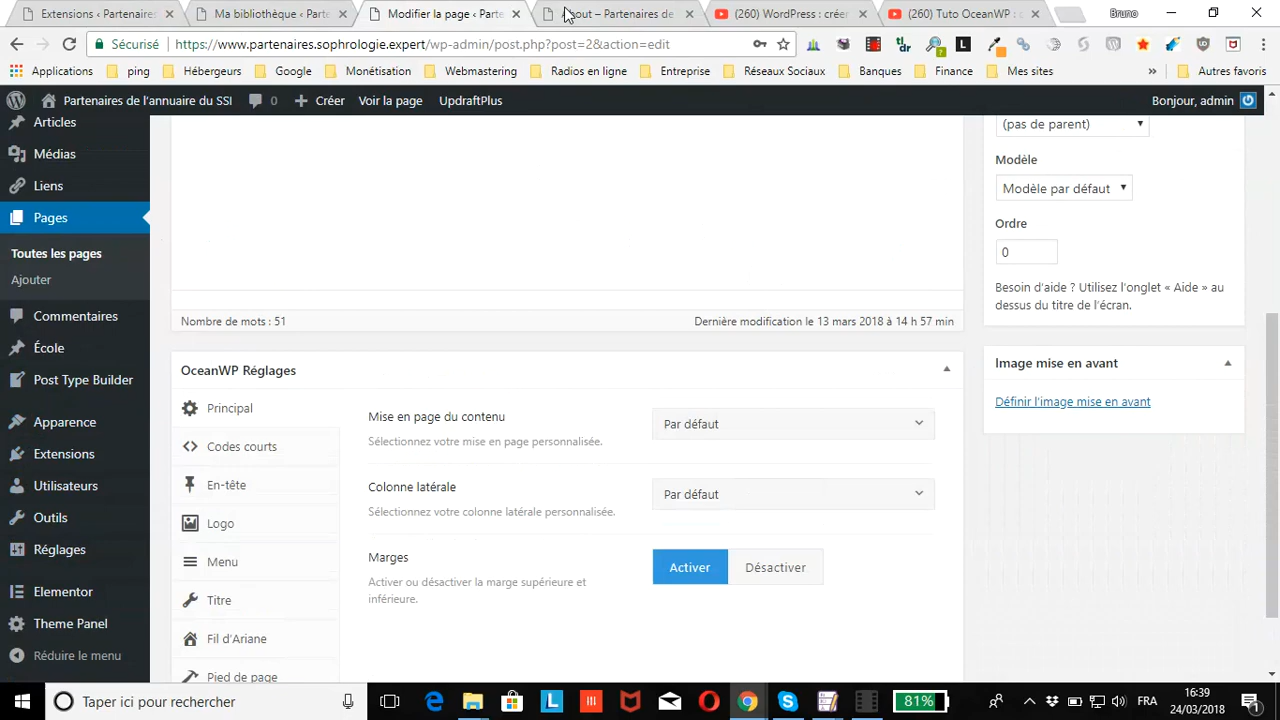 Extensions ‹ Partenaires
Ma bibliothèque ‹ Parte
Modifier la page ‹ Parte
out – Partenaires de
(260) WordPress : créer
(260) Tuto OceanWP : c
Bruno
Sécurisé
https://www.partenaires.sophrologie.expert/wp-admin/post.php?post=2&action=edit
Applications
ping
Hébergeurs
Google
Monétisation
Webmastering
Radios en ligne
Entreprise
Réseaux Sociaux
Banques
Finance
Mes sites
»
Autres favoris
Partenaires de l'annuaire du SSI
0
Créer
Voir la page
UpdraftPlus
Bonjour, admin
Articles
Médias
Liens
Pages
Toutes les pages
Ajouter
Commentaires
École
Post Type Builder
Apparence
Extensions
Utilisateurs
Outils
Réglages
Elementor
Theme Panel
Réduire le menu
Nombre de mots : 51
Dernière modification le 13 mars 2018 à 14 h 57 min
OceanWP Réglages
Principal
Codes courts
En-tête
Logo
Menu
Titre
Fil d'Ariane
Pied de page
Mise en page du contenu
Sélectionnez votre mise en page personnalisée.
Par défaut
Colonne latérale
Sélectionnez votre colonne latérale personnalisée.
Par défaut
Marges
Activer ou désactiver la marge supérieure et
inférieure.
Activer
Désactiver
(pas de parent)
Modèle
Modèle par défaut
Ordre
0
Besoin d'aide ? Utilisez l'onglet « Aide » au
dessus du titre de l'écran.
Image mise en avant
Définir l'image mise en avant
Taper ici pour rechercher
81%
FRA
16:39
24/03/2018